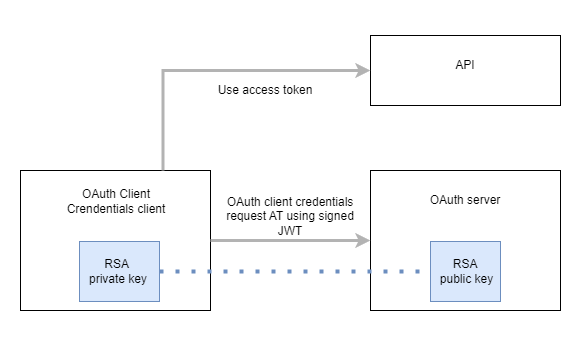 API
Use access token
OAuth Client
Crendentials client
OAuth client credentials
request AT using signed
JWT
OAuth server
RSA
private key
RSA
public key